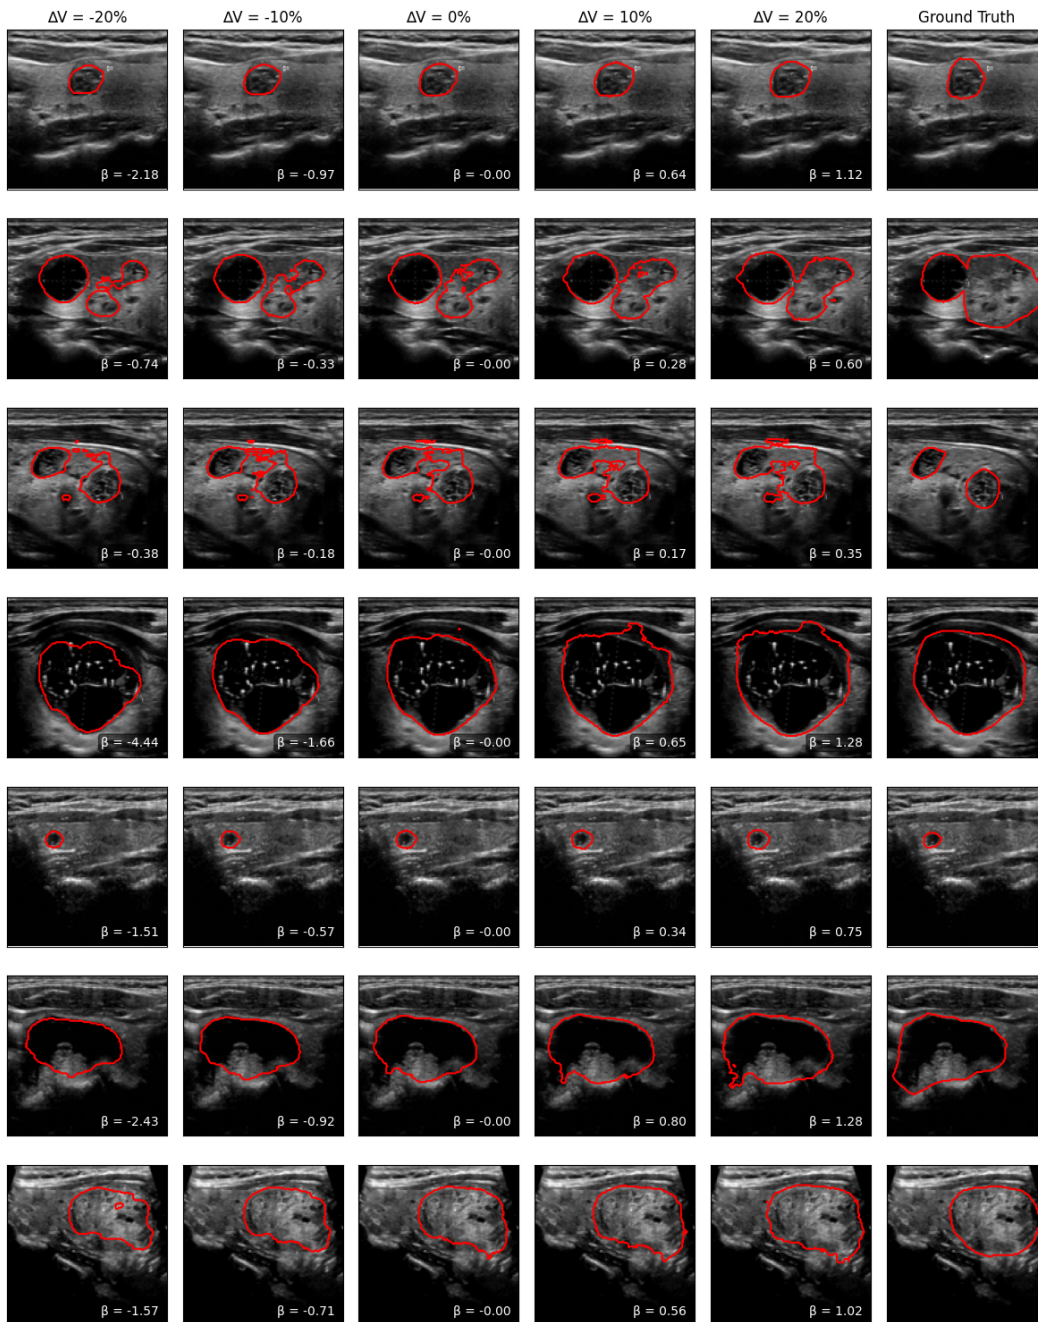 ΔV = -20% ΔV = -10% ΔV = 0% ΔV = 10% ΔV = 20% Ground Truth
β = -2.18 β = -0.97 β = -0.00 β = 0.64 β = 1.12
β = -0.74 β = -0.33 β = -0.00 β = 0.28 β = 0.60
β = -0.38 β = -0.18 β = -0.00 β = 0.17 β = 0.35
β = -4.44 β = -1.66 β = -0.00 β = 0.65 β = 1.28
β = -1.51 β = -0.57 β = -0.00 β = 0.34 β = 0.75
β = -2.43 β = -0.92 β = -0.00 β = 0.80 β = 1.28
β = -1.57 β = -0.71 β = -0.00 β = 0.56 β = 1.02